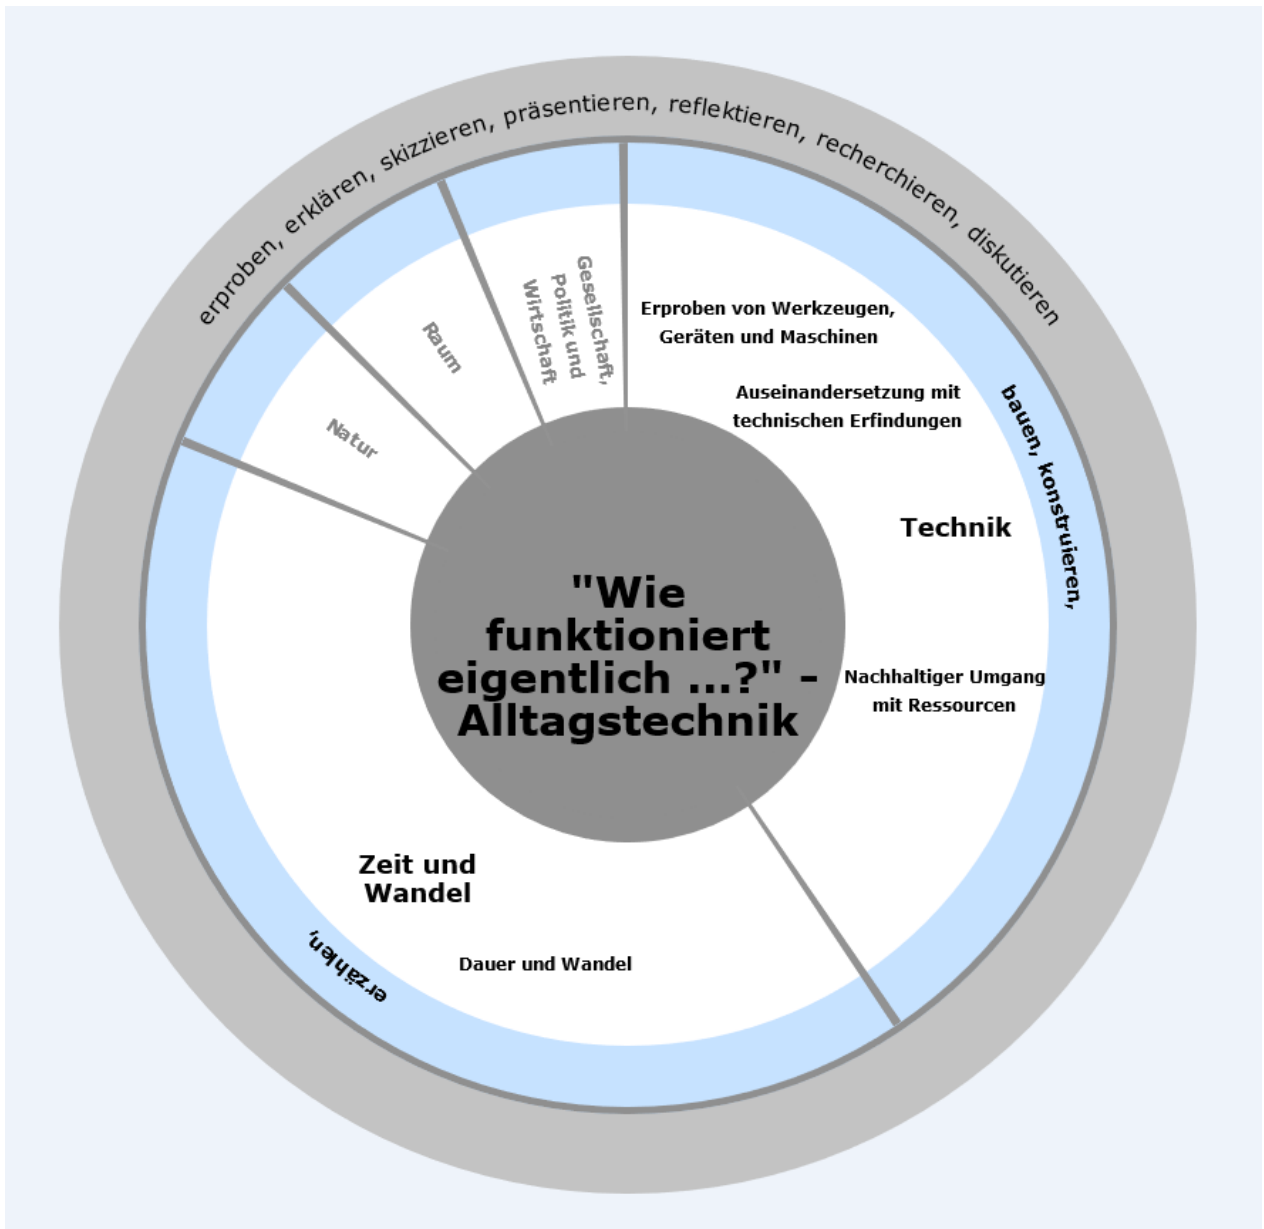 erproben, erklären, skizzieren, präsentieren, reflektieren, recherchieren, diskutieren
Gesellschaft,
Politik und
Wirtschaft
Raum
Natur
Erproben von Werkzeugen,
Geräten und Maschinen
Auseinandersetzung mit
technischen Erfindungen
bauen, konstruieren,
Technik
Nachhaltiger Umgang
mit Ressourcen
"Wie
funktioniert
eigentlich ...?" –
Alltagstechnik
Zeit und
Wandel
Dauer und Wandel
erzählen,